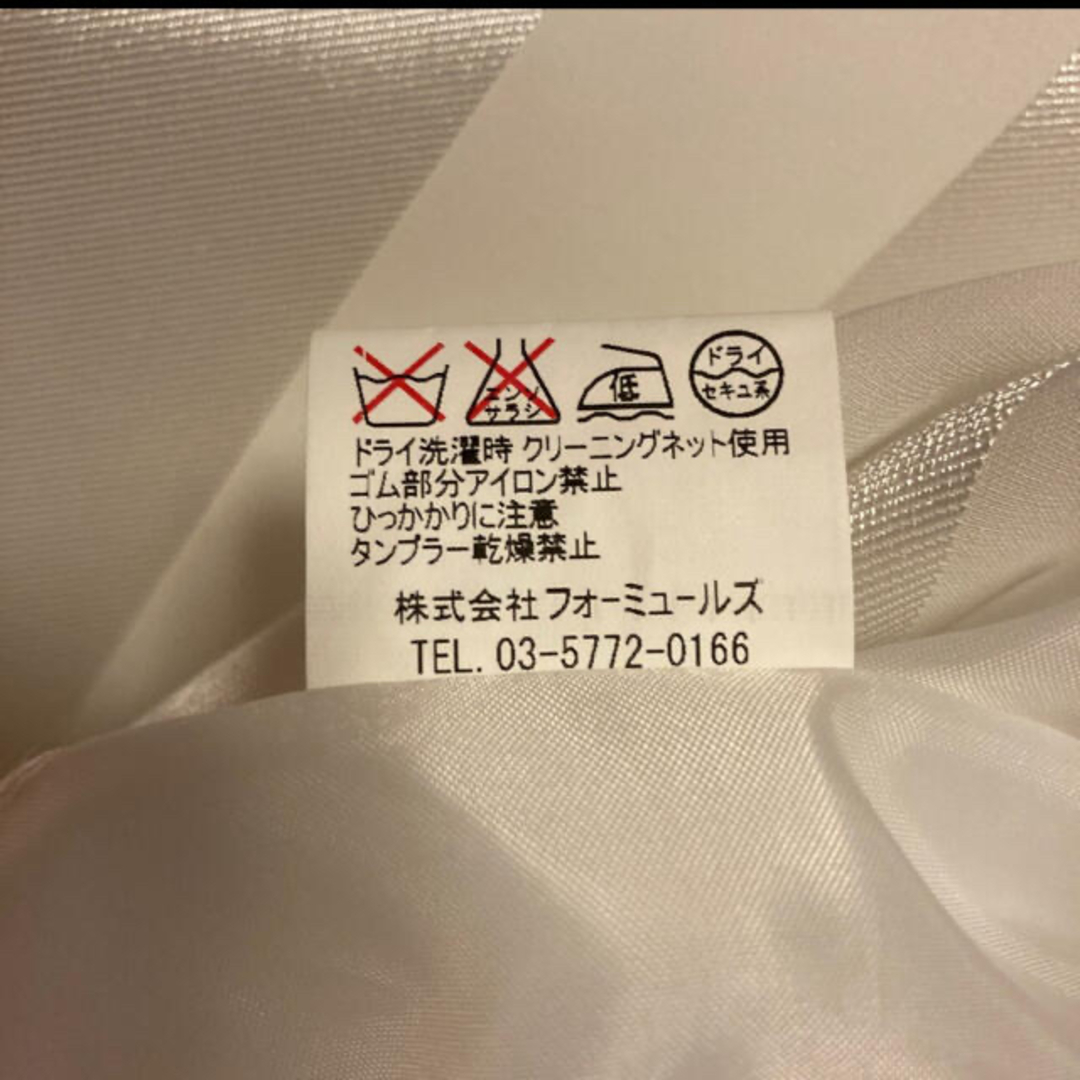 エンソ
サラシ
低
ドライ
セキユ系
ドライ洗濯時 クリーニングネット使用
ゴム部分アイロン禁止
ひっかかりに注意
タンブラー乾燥禁止
株式会社フォーミュールズ
TEL. 03-5772-0166